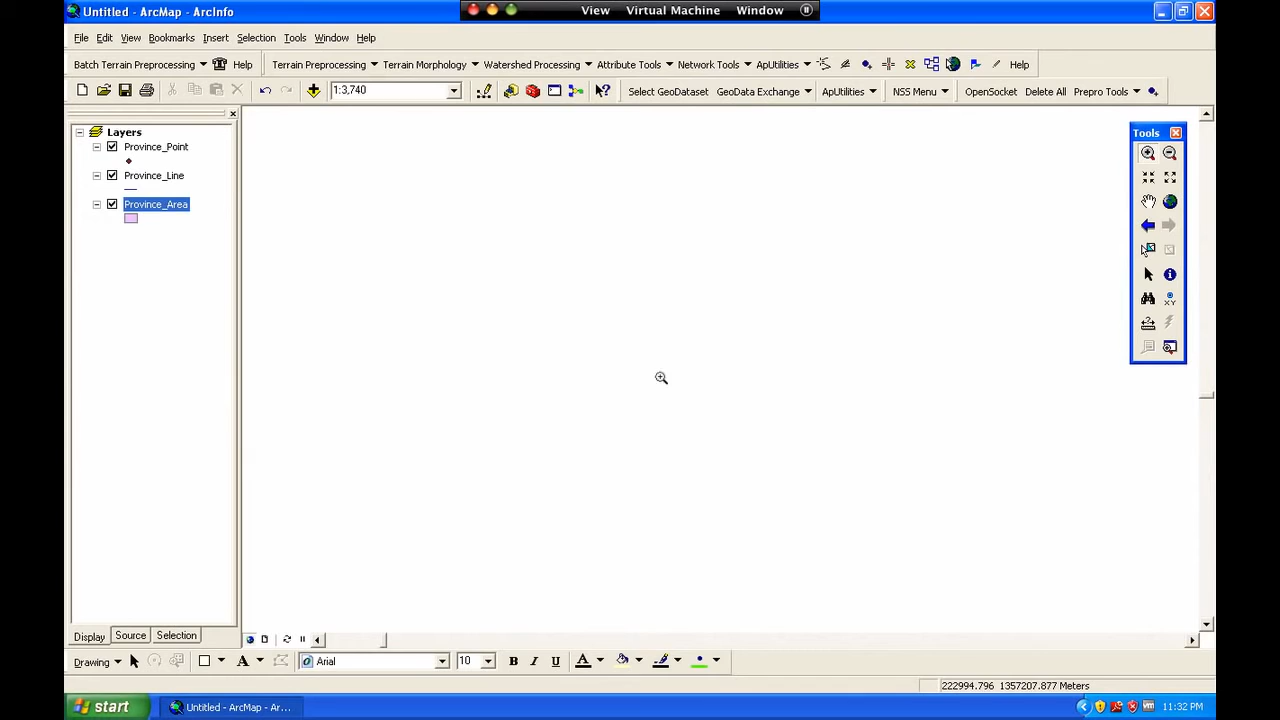 Untitled - ArcMap - ArcInfo
View Virtual Machine Window
File Edit View Bookmarks Insert Selection Tools Window Help
Batch Terrain Preprocessing Help Terrain Preprocessing Terrain Morphology Watershed Processing Attribute Tools Network Tools ApUtilities Help
1:3,740 Select GeoDataset GeoData Exchange ApUtilities NSS Menu OpenSocket Delete All Prepro Tools
Layers
Province_Point
Province_Line
Province_Area
Tools
XY
Display Source Selection
Drawing A Arial 10 B I U A
222994.796 1357207.877 Meters
start Untitled - ArcMap - Ar... 11:32 PM